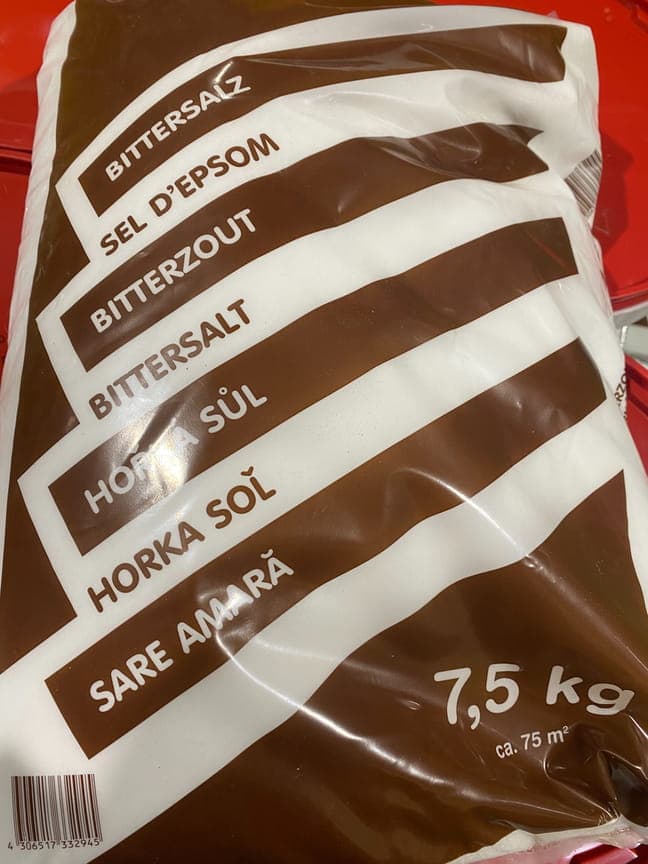 BITTERSALZ
SEL D'EPSOM
BITTERZOUT
BITTERSALT
HORKÁ SŮL
HORKA SOĽ
SARE AMARĂ
7,5 kg
ca. 75 m²
4 306517 332945